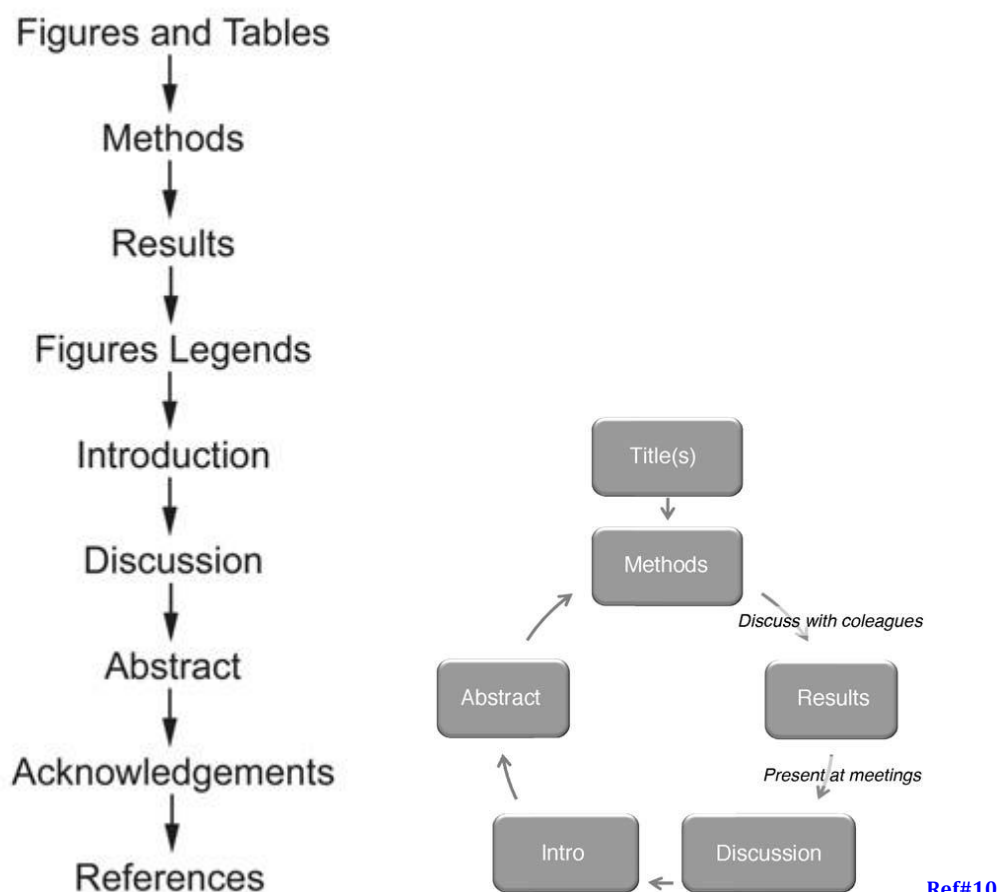 Figures and Tables
Methods
Results
Figures Legends
Introduction
Discussion
Abstract
Acknowledgements
References
Title(s)
Methods
Discuss with coleagues
Abstract
Results
Present at meetings
Intro
Discussion
Ref#10